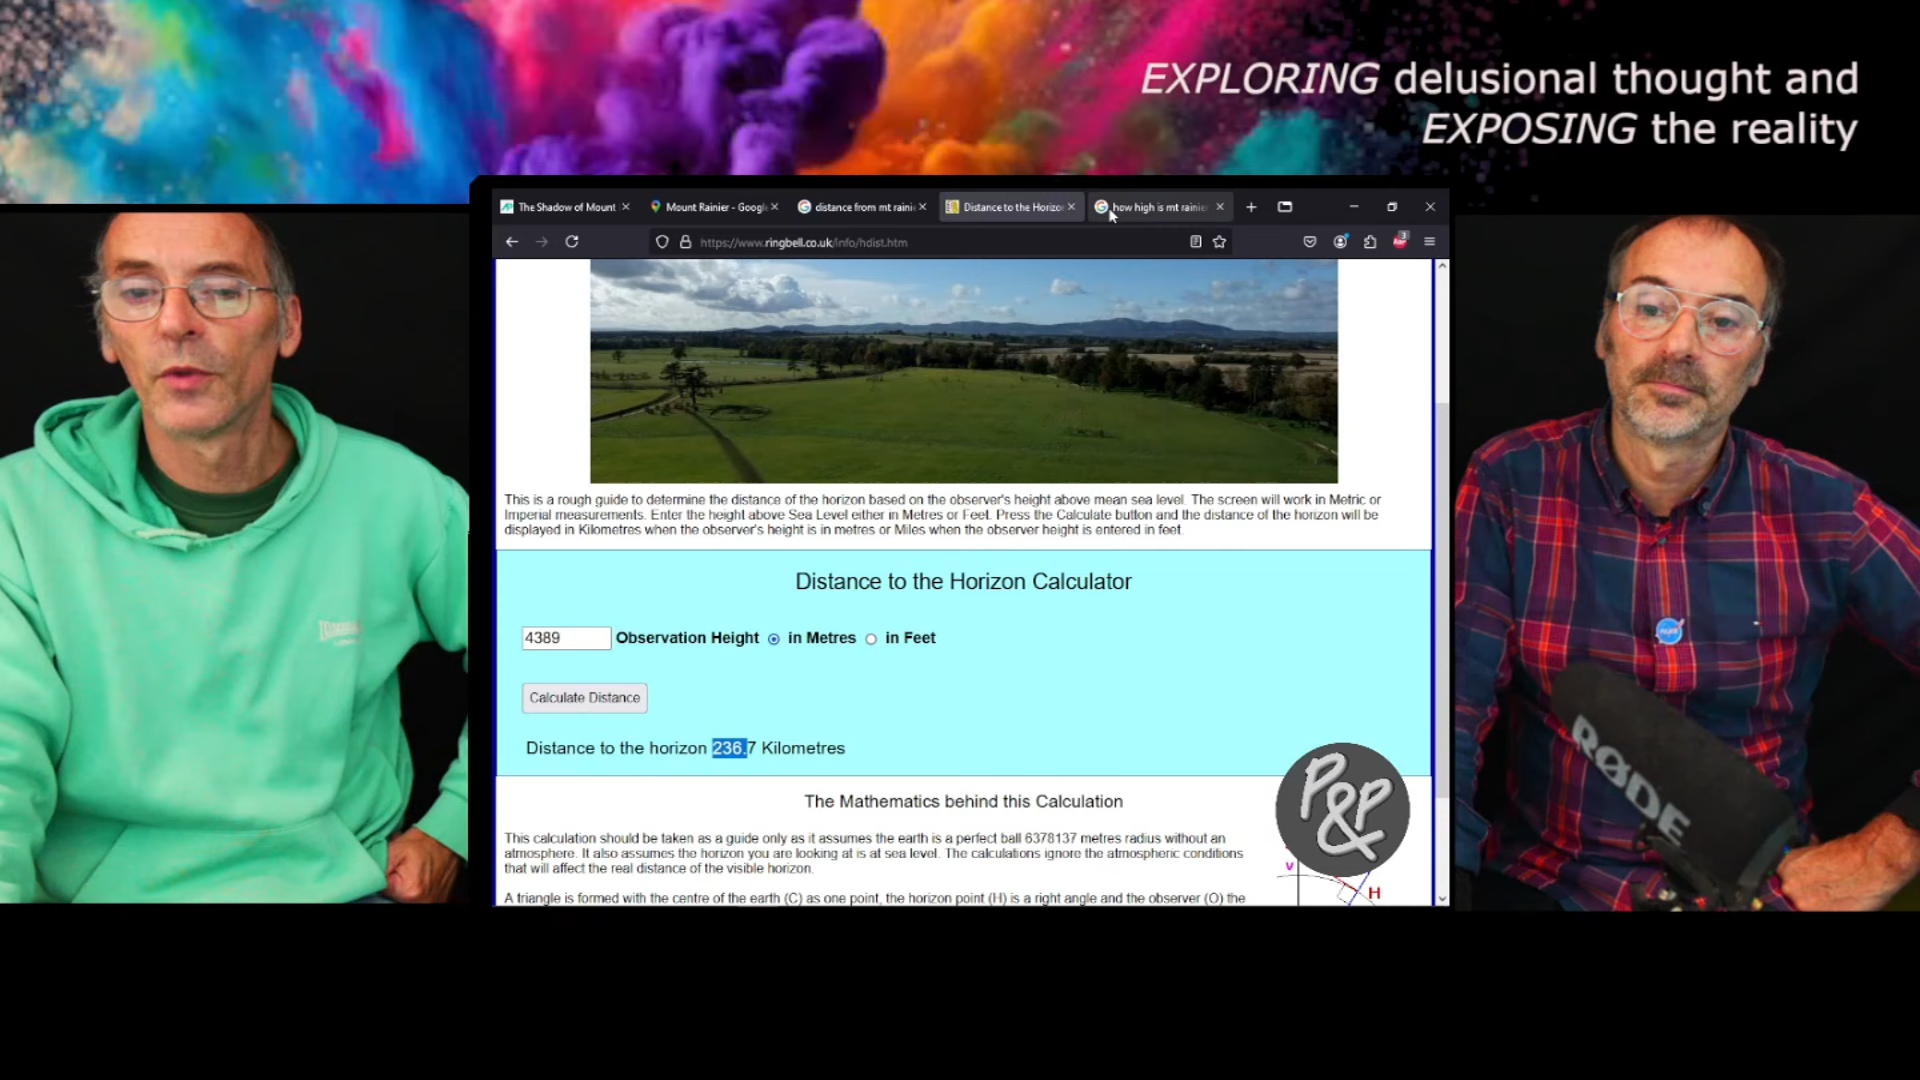 EXPLORING delusional thought and
EXPOSING the reality
The Shadow of Mount
Mount Rainier - Googl
distance from mt raini
Distance to the Horizo
how high is mt rainie
https://www.ringbell.co.uk/info/hdist.htm
3
This is a rough guide to determine the distance of the horizon based on the observer's height above mean sea level. The screen will work in Metric or
Imperial measurements. Enter the height above Sea Level either in Metres or Feet. Press the Calculate button and the distance of the horizon will be
displayed in Kilometres when the observer's height is in metres or Miles when the observer height is entered in feet.
Distance to the Horizon Calculator
4389 Observation Height in Metres in Feet
Calculate Distance
Distance to the horizon 236.7 Kilometres
The Mathematics behind this Calculation
This calculation should be taken as a guide only as it assumes the earth is a perfect ball 6378137 metres radius without an
atmosphere. It also assumes the horizon you are looking at is at sea level. The calculations ignore the atmospheric conditions
that will affect the real distance of the visible horizon.
A triangle is formed with the centre of the earth (C) as one point, the horizon point (H) is a right angle and the observer (O) the
P&P
v
H
RØDE